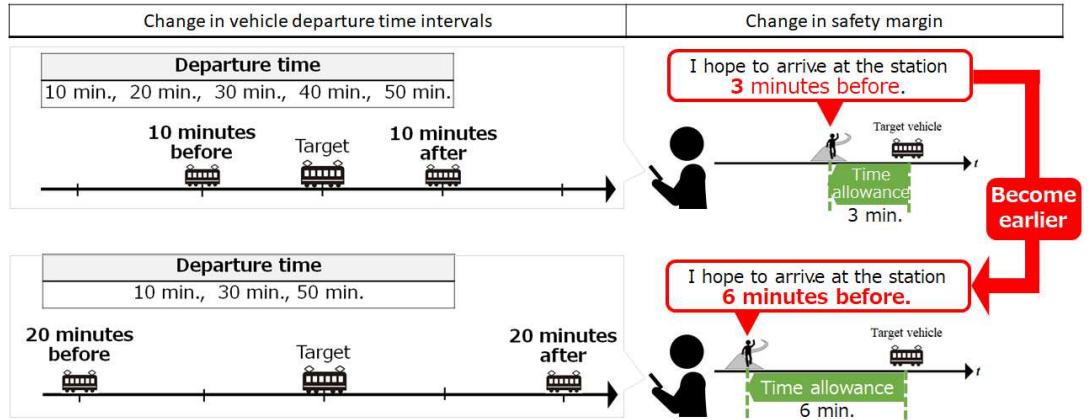 Change in vehicle departure time intervals
Change in safety margin
Departure time
10 min., 20 min., 30 min., 40 min., 50 min.
10 minutes
before
Target
10 minutes
after
I hope to arrive at the station
3 minutes before.
Target vehicle
t
Time
allowance
3 min.
Become
earlier
Departure time
10 min., 30 min., 50 min.
20 minutes
before
Target
20 minutes
after
I hope to arrive at the station
6 minutes before.
Target vehicle
t
Time allowance
6 min.